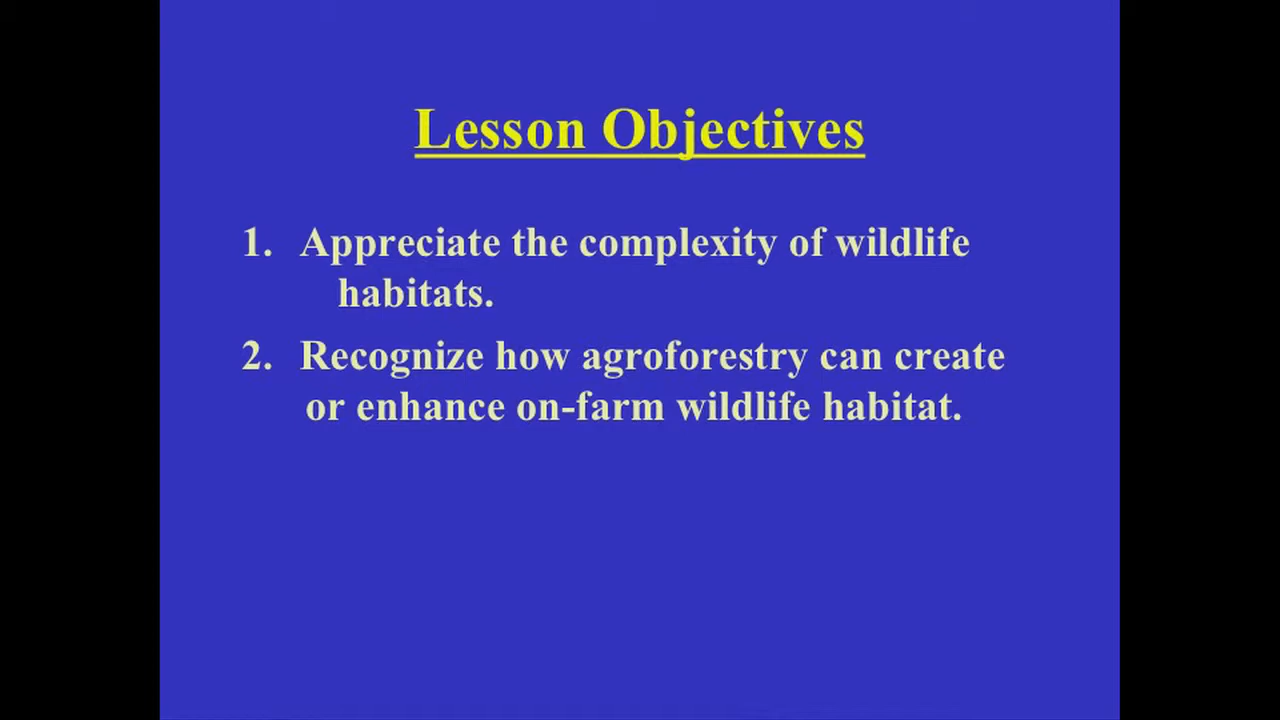 Lesson Objectives
1. Appreciate the complexity of wildlife
habitats.
2. Recognize how agroforestry can create
or enhance on-farm wildlife habitat.